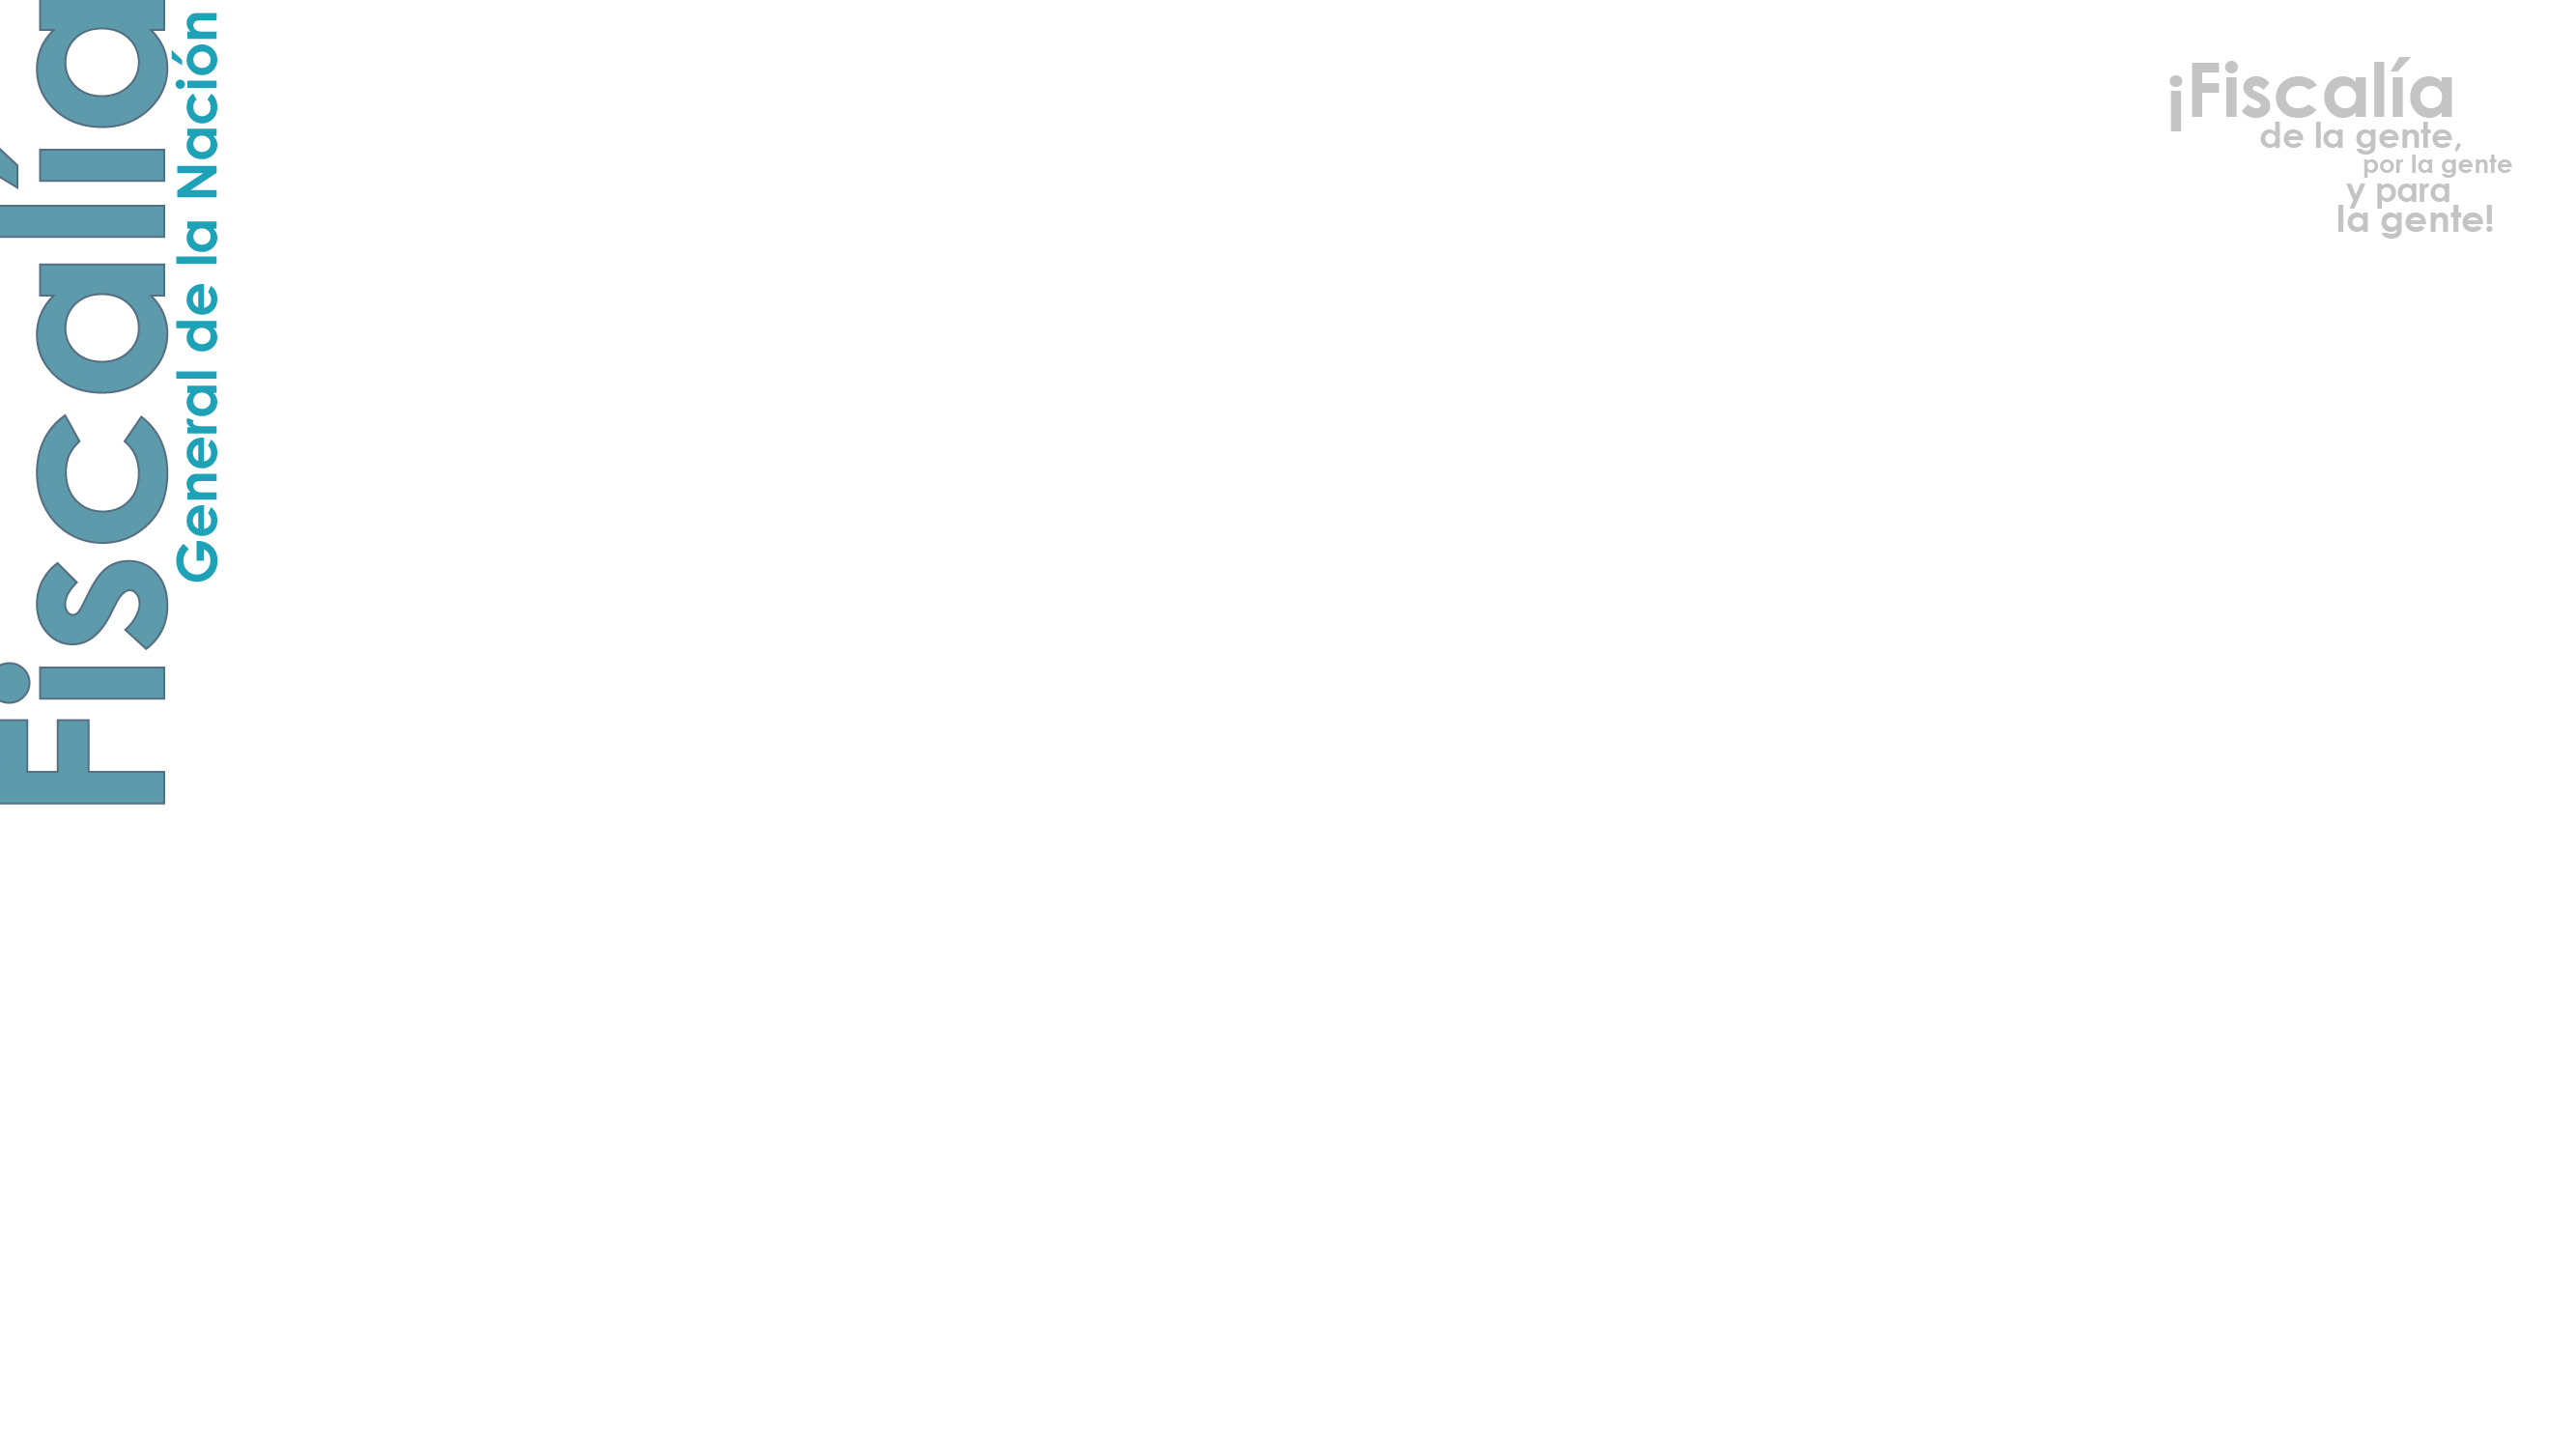 Fiscalía
General de la Nación
¡Fiscalía
de la gente,
por la gente
y para
la gente!